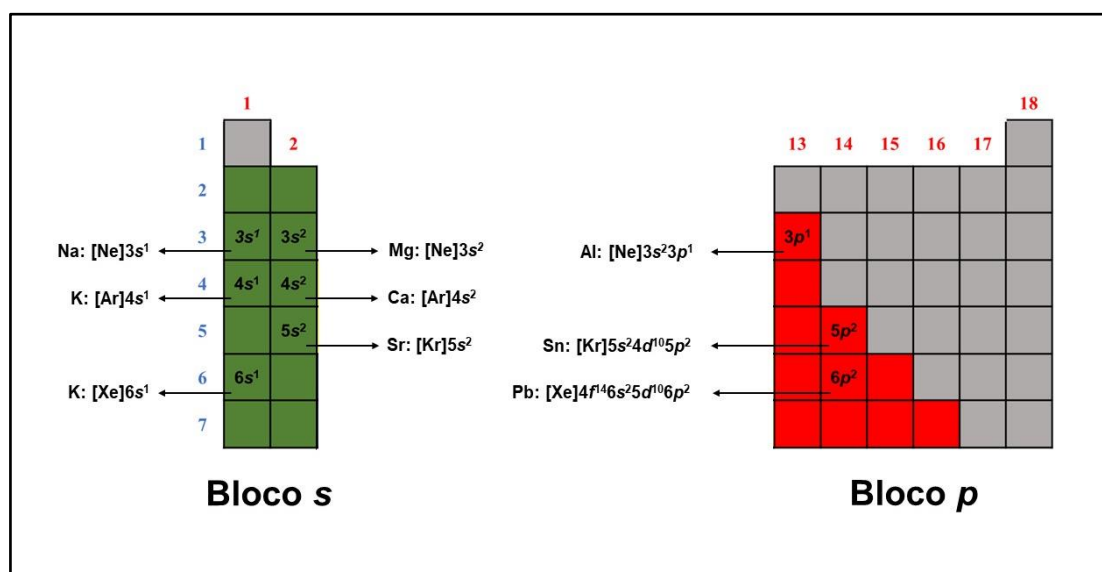 1
18
1
2
13
14
15
16
17
2
Na: [Ne]3s¹
3
3s¹
3s²
Mg: [Ne]3s²
Al: [Ne]3s²3p¹
3p¹
K: [Ar]4s¹
4
4s¹
4s²
Ca: [Ar]4s²
5
5s²
Sr: [Kr]5s²
Sn: [Kr]5s²4d¹⁰5p²
5p²
K: [Xe]6s¹
6
6s¹
Pb: [Xe]4f¹⁴6s²5d¹⁰6p²
6p²
7
Bloco s
Bloco p